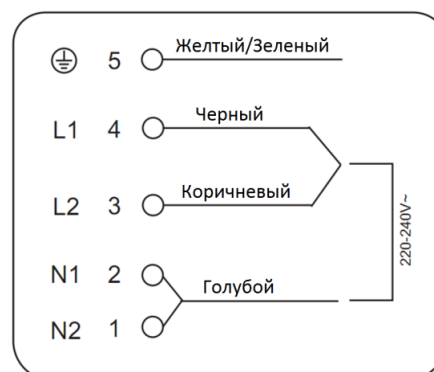 5 Желтый/Зеленый
L1 4 Черный
L2 3 Коричневый
220-240V~
N1 2
Голубой
N2 1